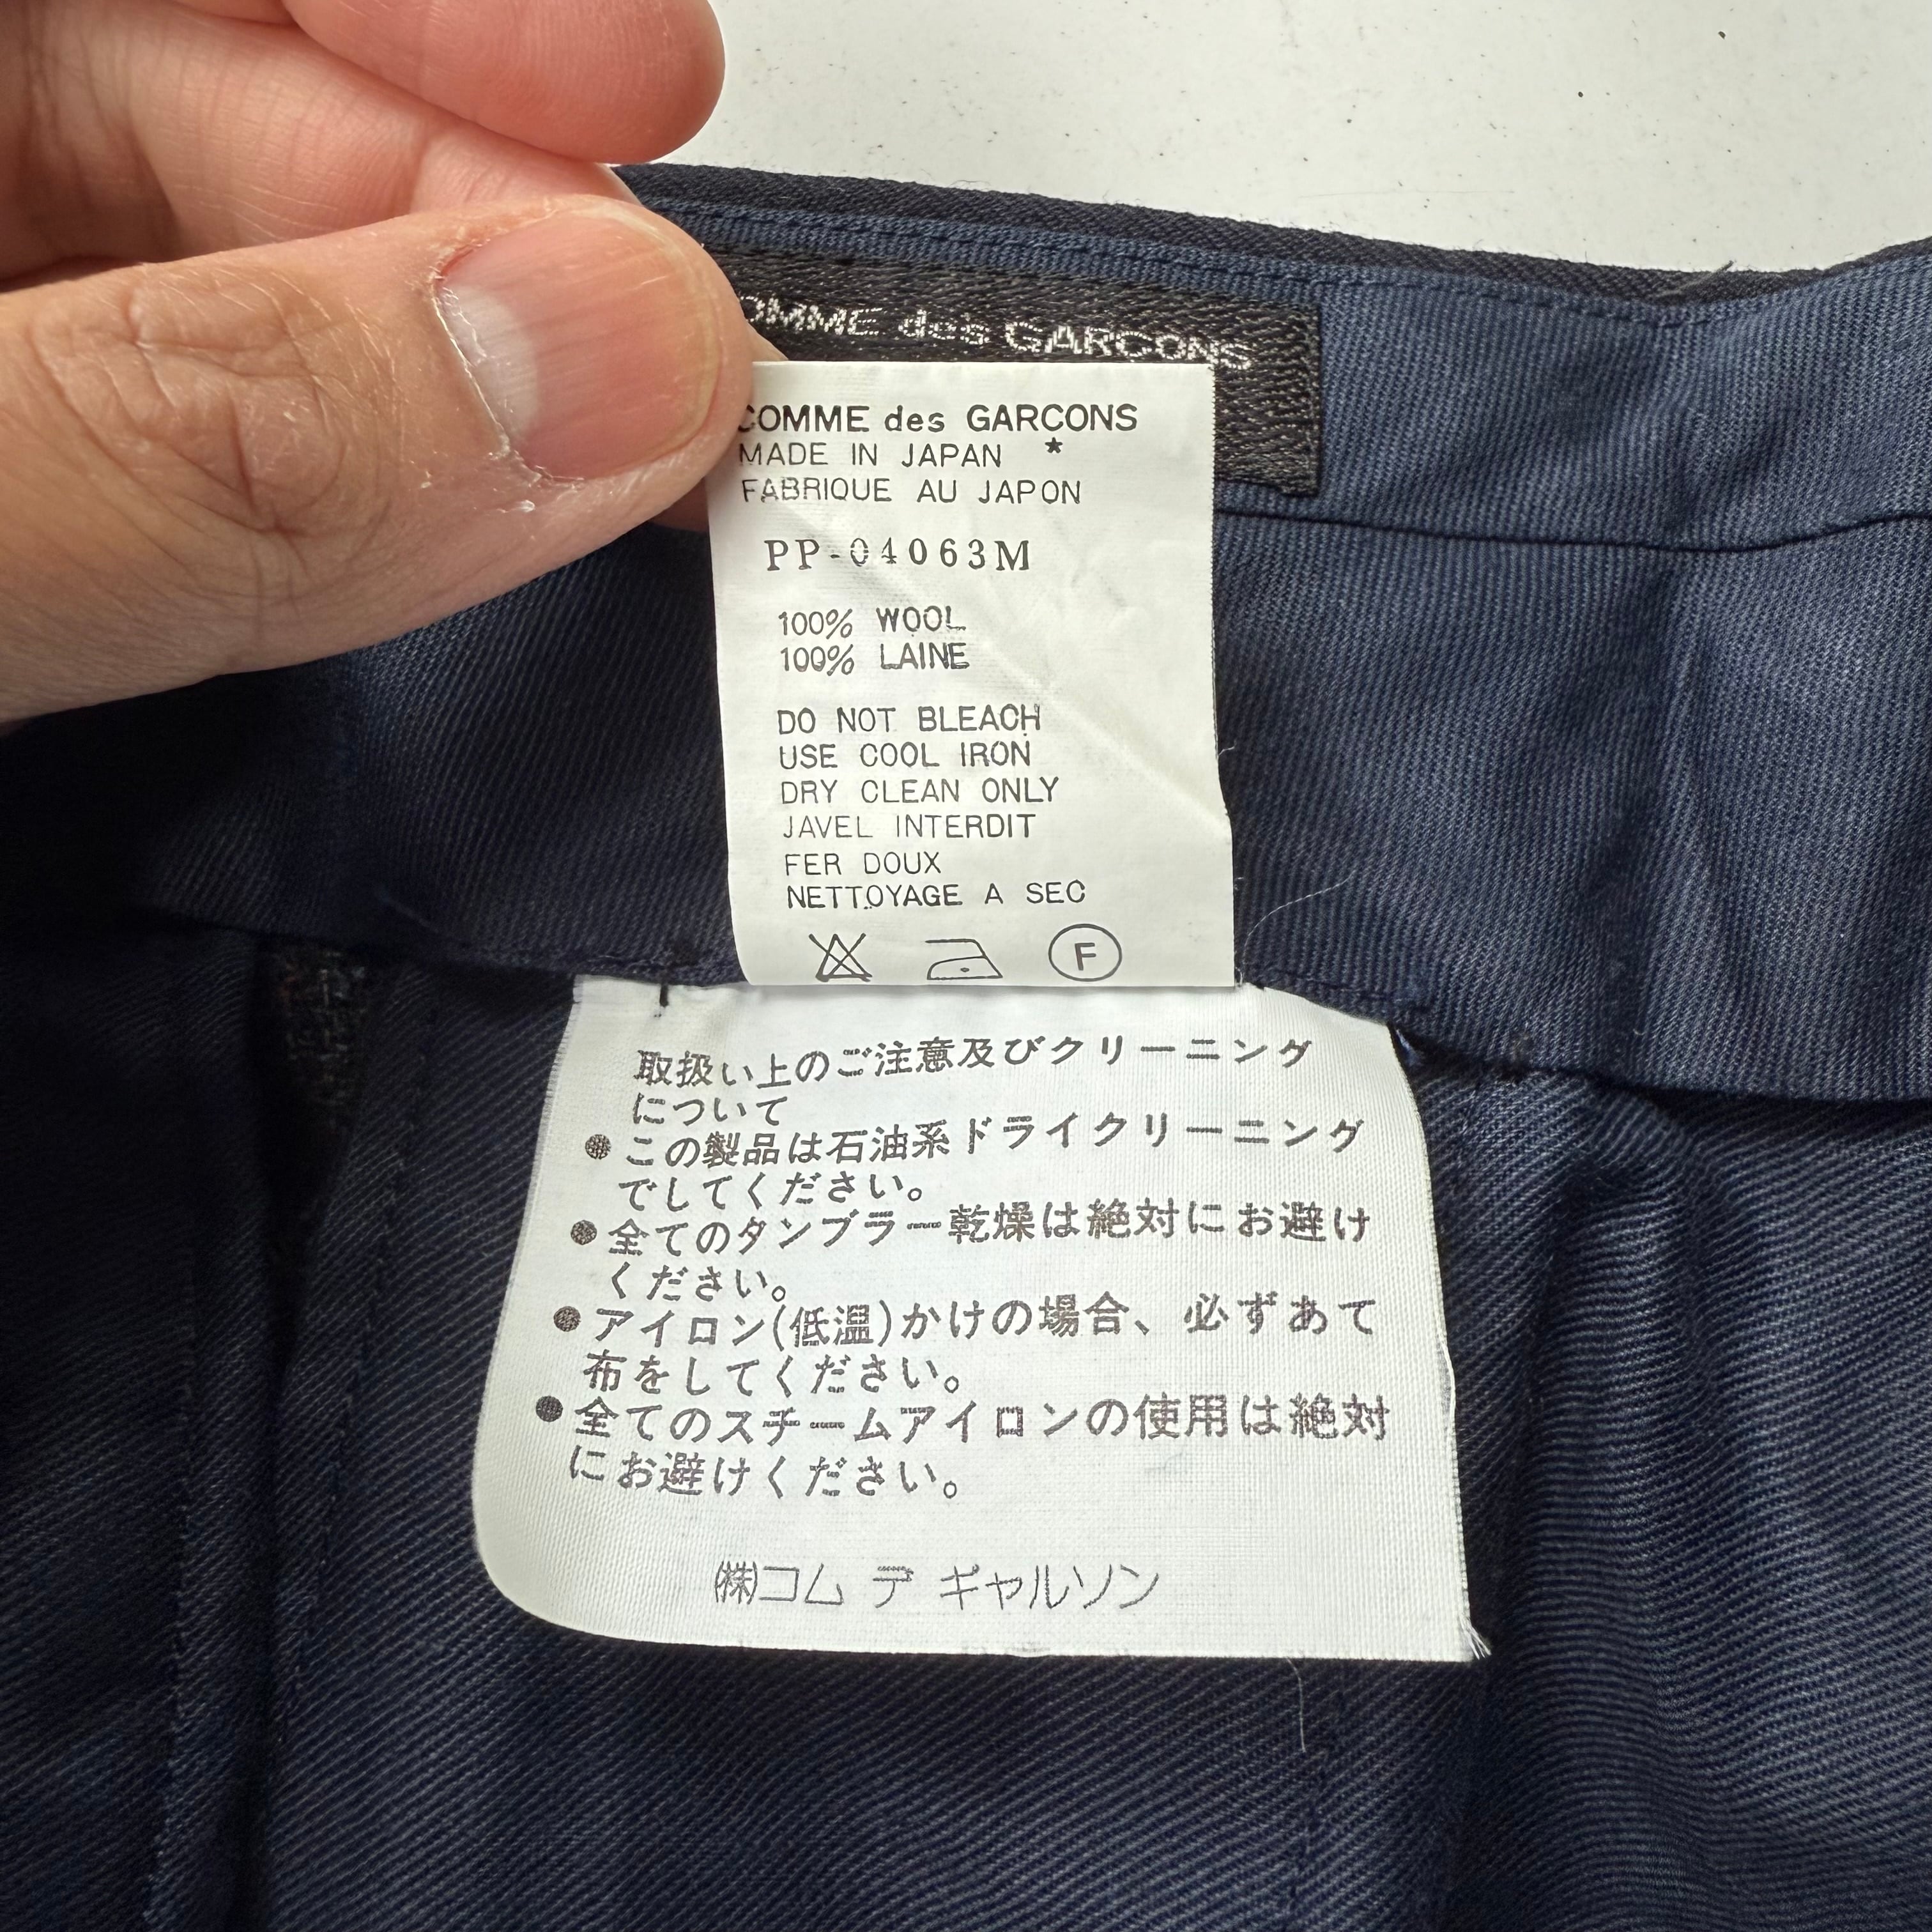 OMME des GARCONS
COMME des GARCONS
MADE IN JAPAN *
FABRIQUE AU JAPON
PP-04063M
100% WOOL
100% LAINE
DO NOT BLEACH
USE COOL IRON
DRY CLEAN ONLY
JAVEL INTERDIT
FER DOUX
NETTOYAGE A SEC
F
取扱い上のご注意及びクリーニング
について
●この製品は石油系ドライクリーニング
でしてください。
●全てのタンブラー乾燥は絶対にお避け
ください。
●アイロン(低温)かけの場合、必ずあて
布をしてください。
●全てのスチームアイロンの使用は絶対
にお避けください。
㈱コム デ ギャルソン